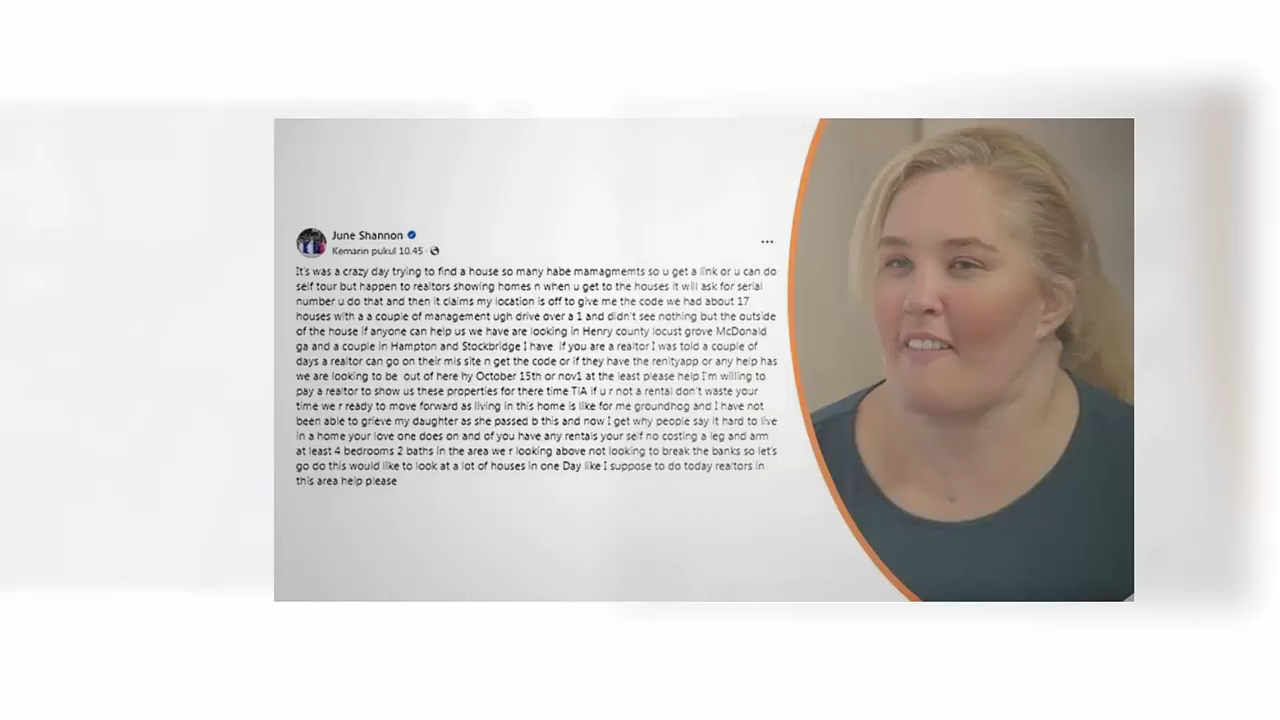 June Shannon
Kemarin pukul 10.45 ·
It's was a crazy day trying to find a house so many habe mamagmemts so u get a link or u can do
self tour but happen to realtors showing homes n when u get to the houses it will ask for serial
number u do that and then it claims my location is off to give me the code we had about 17
houses with a a couple of management ugh drive over a 1 and didn't see nothing but the outside
of the house if anyone can help us we have are looking in Henry county locust grove McDonald
ga and a couple in Hampton and Stockbridge I have if you are a realtor I was told a couple of
days a realtor can go on their mls site n get the code or if they have the renityapp or any help has
we are looking to be out of here by October 15th or nov1 at the least please help I'm willing to
pay a realtor to show us these properties for there time TIA if u r not a rental don't waste your
time we r ready to move forward as living in this home is like for me groundhog and I have not
been able to grieve my daughter as she passed b this and now I get why people say it hard to live
in a home your love one does on and of you have any rentals your self no costing a leg and arm
at least 4 bedrooms 2 baths in the area we r looking above not looking to break the banks so let's
go do this would like to look at a lot of houses in one Day like I suppose to do today realtors in
this area help please